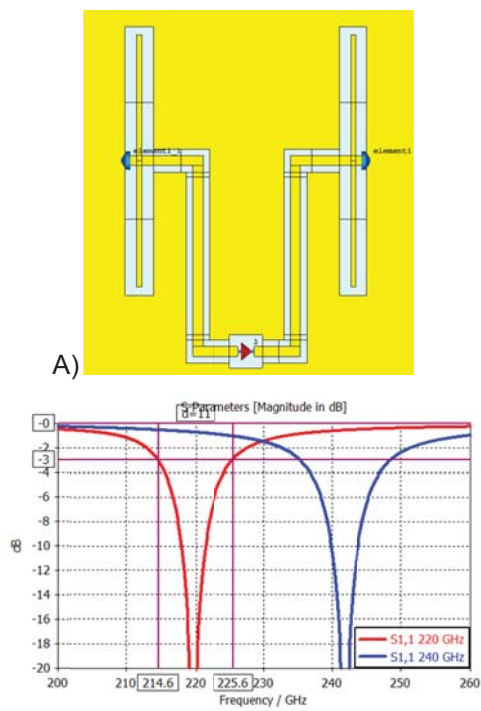 element1_1 element1
3
A)
S-Parameters [Magnitude in dB]
d=11
-0
-2
-3
-4
-6
-8
-10
-12
-14
-16
-18
-20
dB
S1,1 220 GHz
S1,1 240 GHz
200 210 214.6 225.6 230 240 250 260
Frequency / GHz